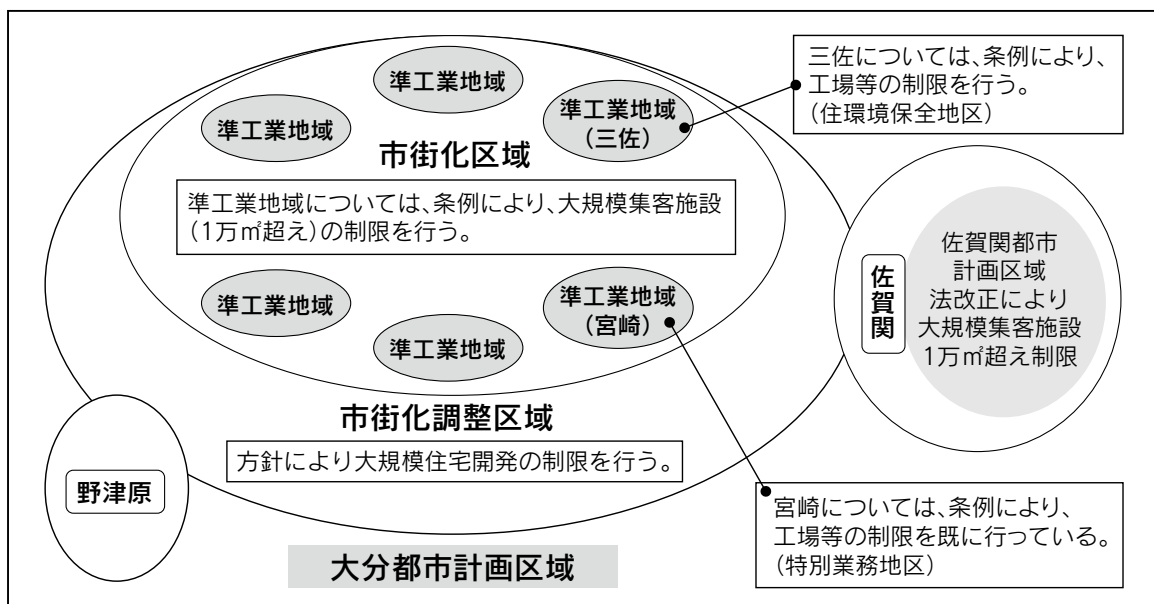 準工業地域
準工業地域
準工業地域
(三佐)
三佐については、条例により、
工場等の制限を行う。
(住環境保全地区)
市街化区域
準工業地域については、条例により、大規模集客施設
(1万㎡超え)の制限を行う。
準工業地域
準工業地域
準工業地域
(宮崎)
佐賀関
佐賀関都市
計画区域
法改正により
大規模集客施設
1万㎡超え制限
市街化調整区域
方針により大規模住宅開発の制限を行う。
野津原
宮崎については、条例により、
工場等の制限を既に行っている。
(特別業務地区)
大分都市計画区域